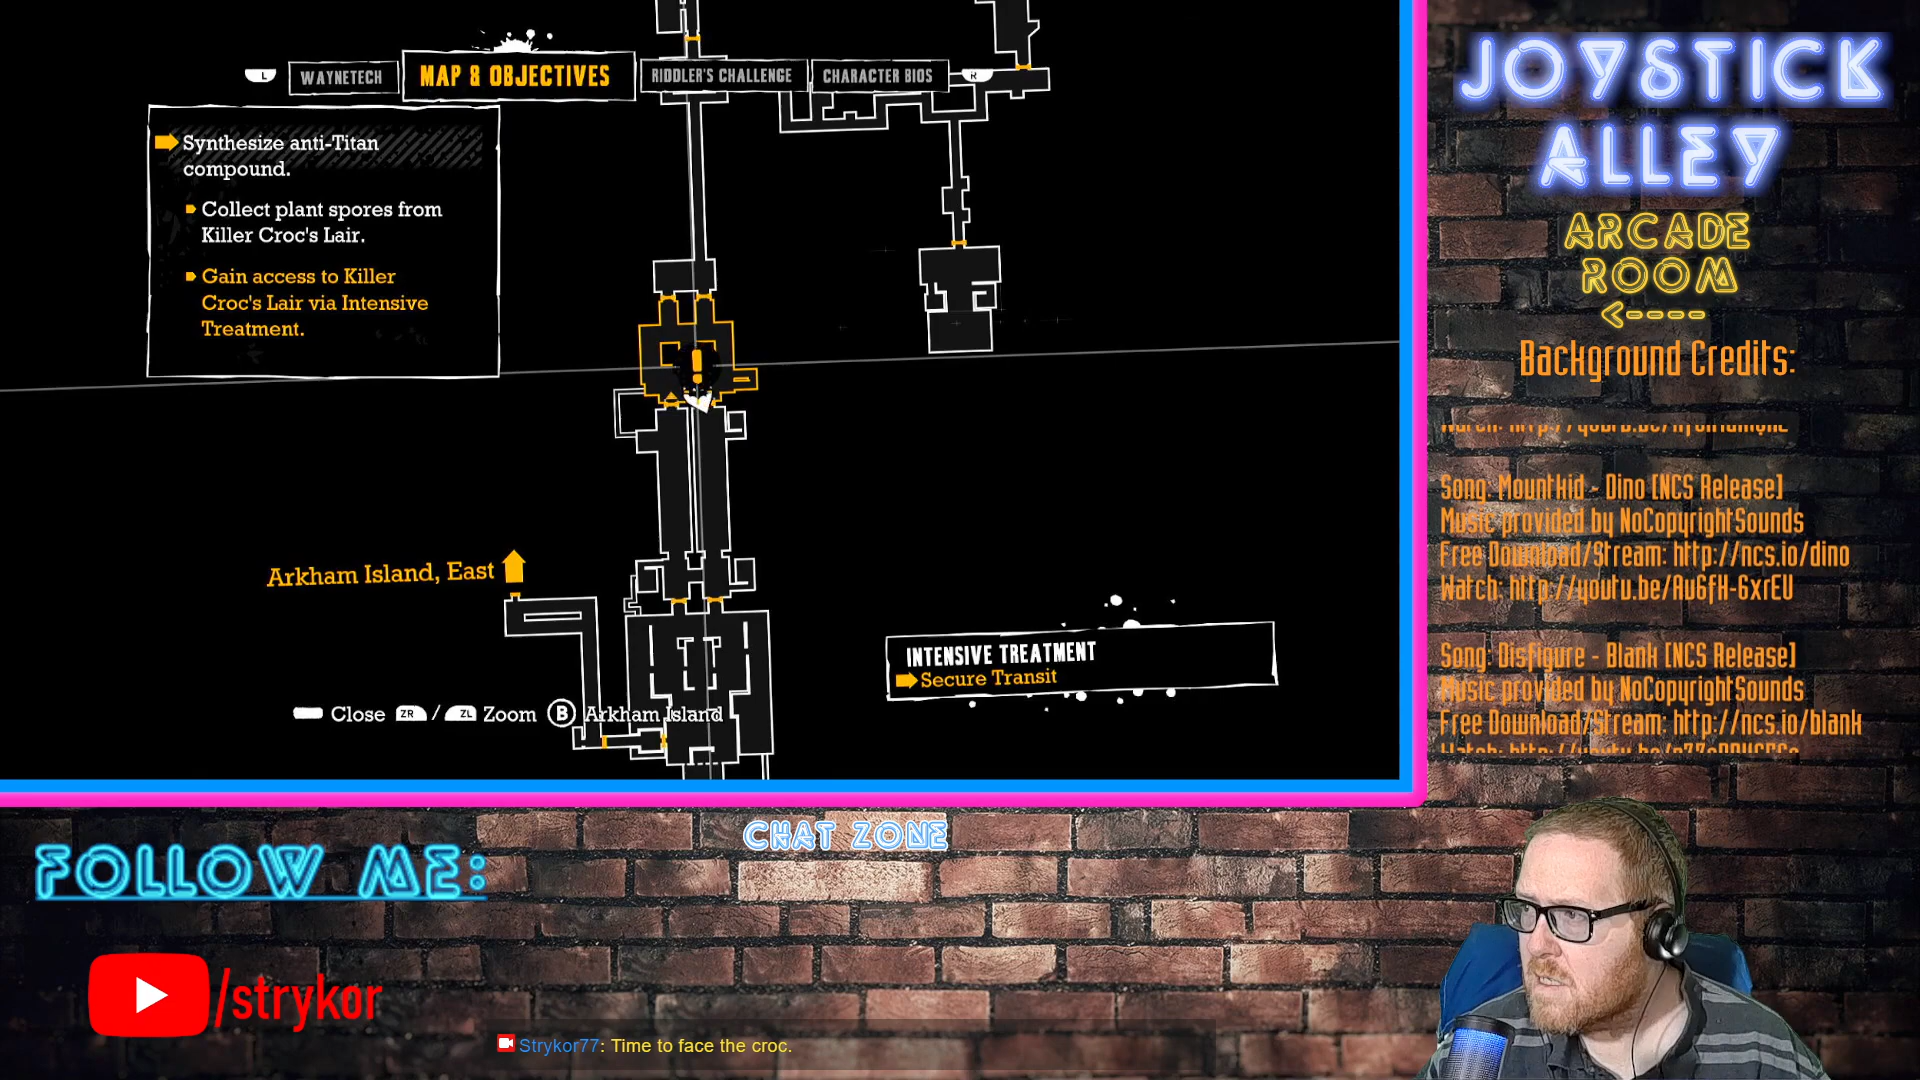 L
WAYNETECH
MAP & OBJECTIVES
RIDDLER'S CHALLENGE
CHARACTER BIOS
R
Synthesize anti-Titan
compound.
Collect plant spores from
Killer Croc's Lair.
Gain access to Killer
Croc's Lair via Intensive
Treatment.
!
Arkham Island, East
INTENSIVE TREATMENT
Secure Transit
Close ZR / ZL Zoom B Arkham Island
JOYSTICK
ALLEY
ARCADE
ROOM
<----
Background Credits:
Song: Mountkid - Dino [NCS Release]
Music provided by NoCopyrightSounds
Free Download/Stream: http://ncs.io/dino
Watch: http://youtu.be/Au6fH-6xrEU
Song: Disfigure - Blank [NCS Release]
Music provided by NoCopyrightSounds
Free Download/Stream: http://ncs.io/blank
CHAT ZONE
FOLLOW ME:
/strykor
Strykor77: Time to face the croc.